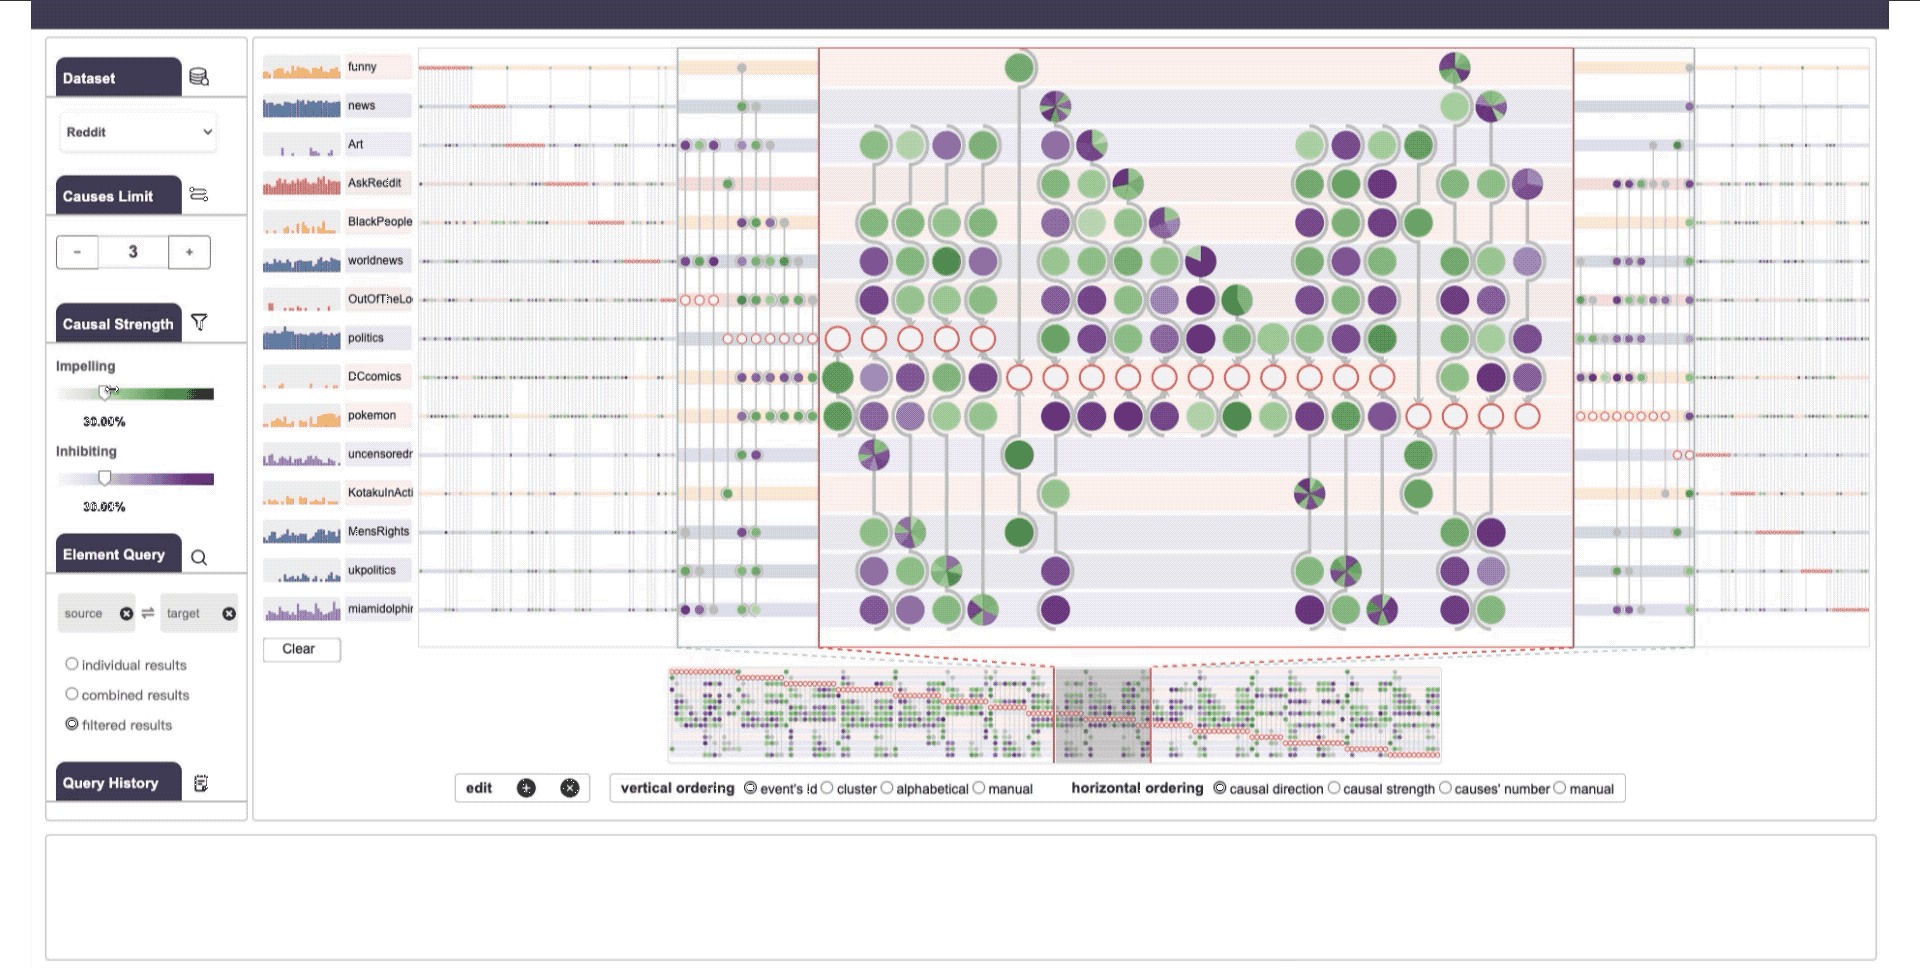 Dataset
Reddit
Causes Limit
- 3 +
Causal Strength
Impelling
30.00%
Inhibiting
30.00%
Element Query
source ⇌ target
individual results
combined results
filtered results
Query History
funny
news
Art
AskReddit
BlackPeople
worldnews
OutOfTheLo
politics
DCcomics
pokemon
uncensoredr
KotakuInActi
MensRights
ukpolitics
miamidolphin
Clear
edit
vertical ordering event's id cluster alphabetical manual
horizontal ordering causal direction causal strength causes' number manual